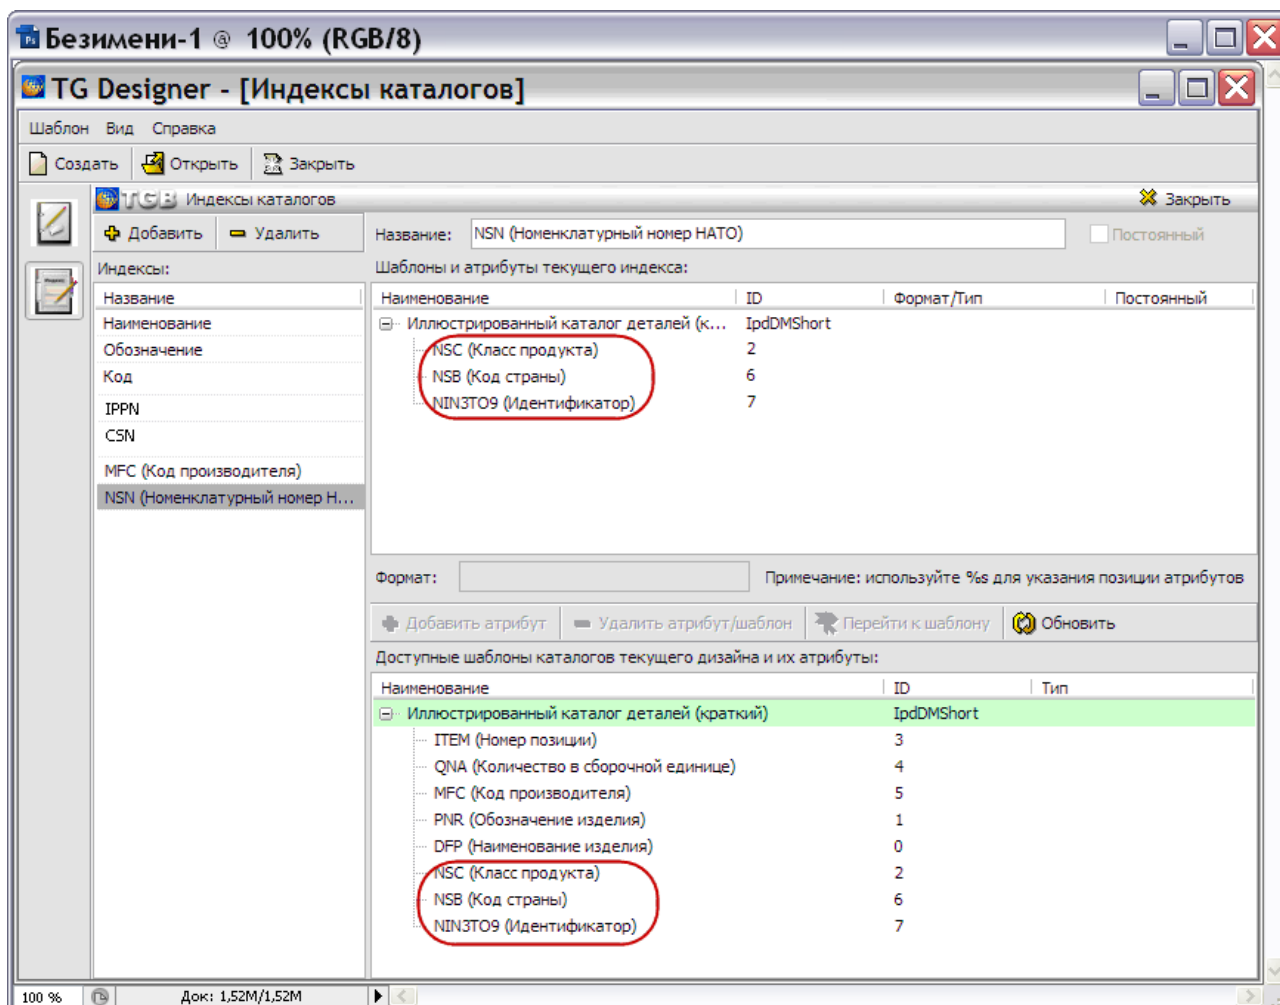 Безимени-1 @ 100% (RGB/8)
TG Designer - [Индексы каталогов]
Шаблон Вид Справка
Создать Открыть Закрыть
TGB Индексы каталогов Закрыть
Добавить Удалить
Название: NSN (Номенклатурный номер НАТО) Постоянный
Индексы:
Название
Наименование
Обозначение
Код
IPPN
CSN
MFC (Код производителя)
NSN (Номенклатурный номер Н...
Шаблоны и атрибуты текущего индекса:
Наименование ID Формат/Тип Постоянный
Иллюстрированный каталог деталей (к... IpdDMShort
NSC (Класс продукта) 2
NSB (Код страны) 6
NIN3TO9 (Идентификатор) 7
Формат: Примечание: используйте %s для указания позиции атрибутов
Добавить атрибут Удалить атрибут/шаблон Перейти к шаблону Обновить
Доступные шаблоны каталогов текущего дизайна и их атрибуты:
Наименование ID Тип
Иллюстрированный каталог деталей (краткий) IpdDMShort
ITEM (Номер позиции) 3
QNA (Количество в сборочной единице) 4
MFC (Код производителя) 5
PNR (Обозначение изделия) 1
DFP (Наименование изделия) 0
NSC (Класс продукта) 2
NSB (Код страны) 6
NIN3TO9 (Идентификатор) 7
100 % Док: 1,52M/1,52M